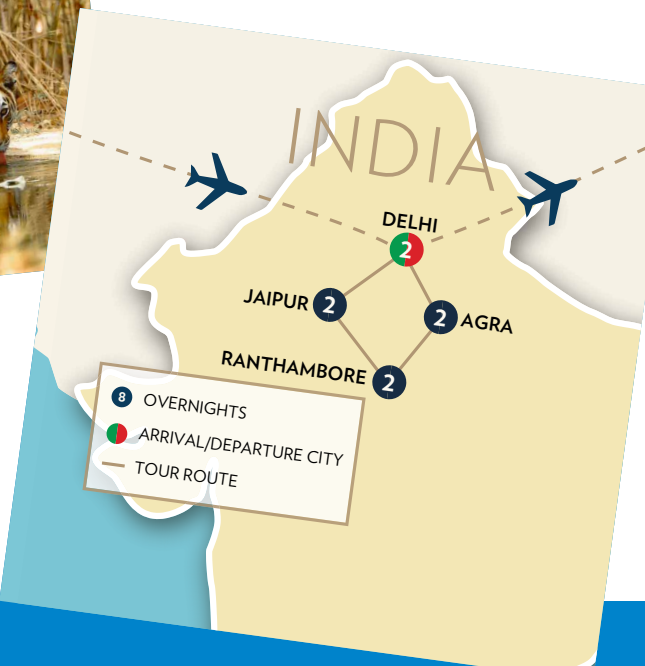 INDIA
DELHI
2
JAIPUR 2
2 AGRA
RANTHAMBORE 2
8 OVERNIGHTS
ARRIVAL/DEPARTURE CITY
TOUR ROUTE